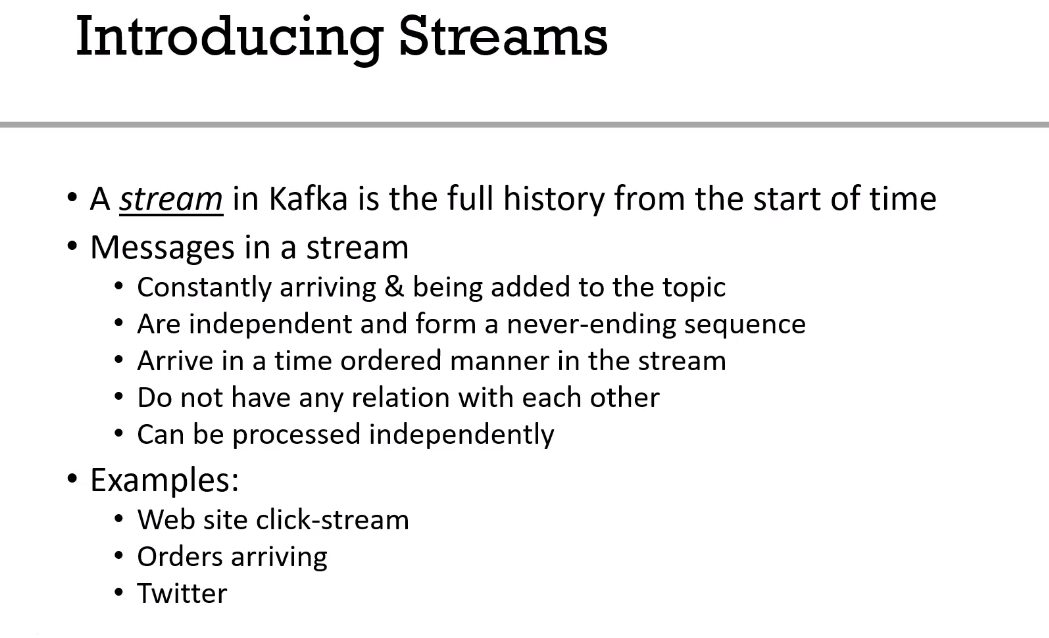 Introducing Streams
• A stream in Kafka is the full history from the start of time
• Messages in a stream
• Constantly arriving & being added to the topic
• Are independent and form a never-ending sequence
• Arrive in a time ordered manner in the stream
• Do not have any relation with each other
• Can be processed independently
• Examples:
• Web site click-stream
• Orders arriving
• Twitter